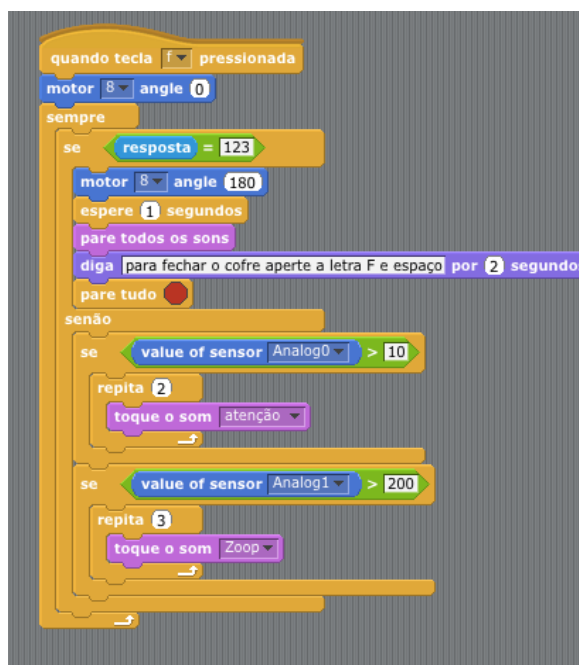 quando tecla f pressionada
motor 8 angle 0
sempre
se resposta = 123
motor 8 angle 180
espere 1 segundos
pare todos os sons
diga para fechar o cofre aperte a letra F e espaço por 2 segundos
pare tudo
senão
se value of sensor Analog0 > 10
repita 2
toque o som atenção
se value of sensor Analog1 > 200
repita 3
toque o som Zoop